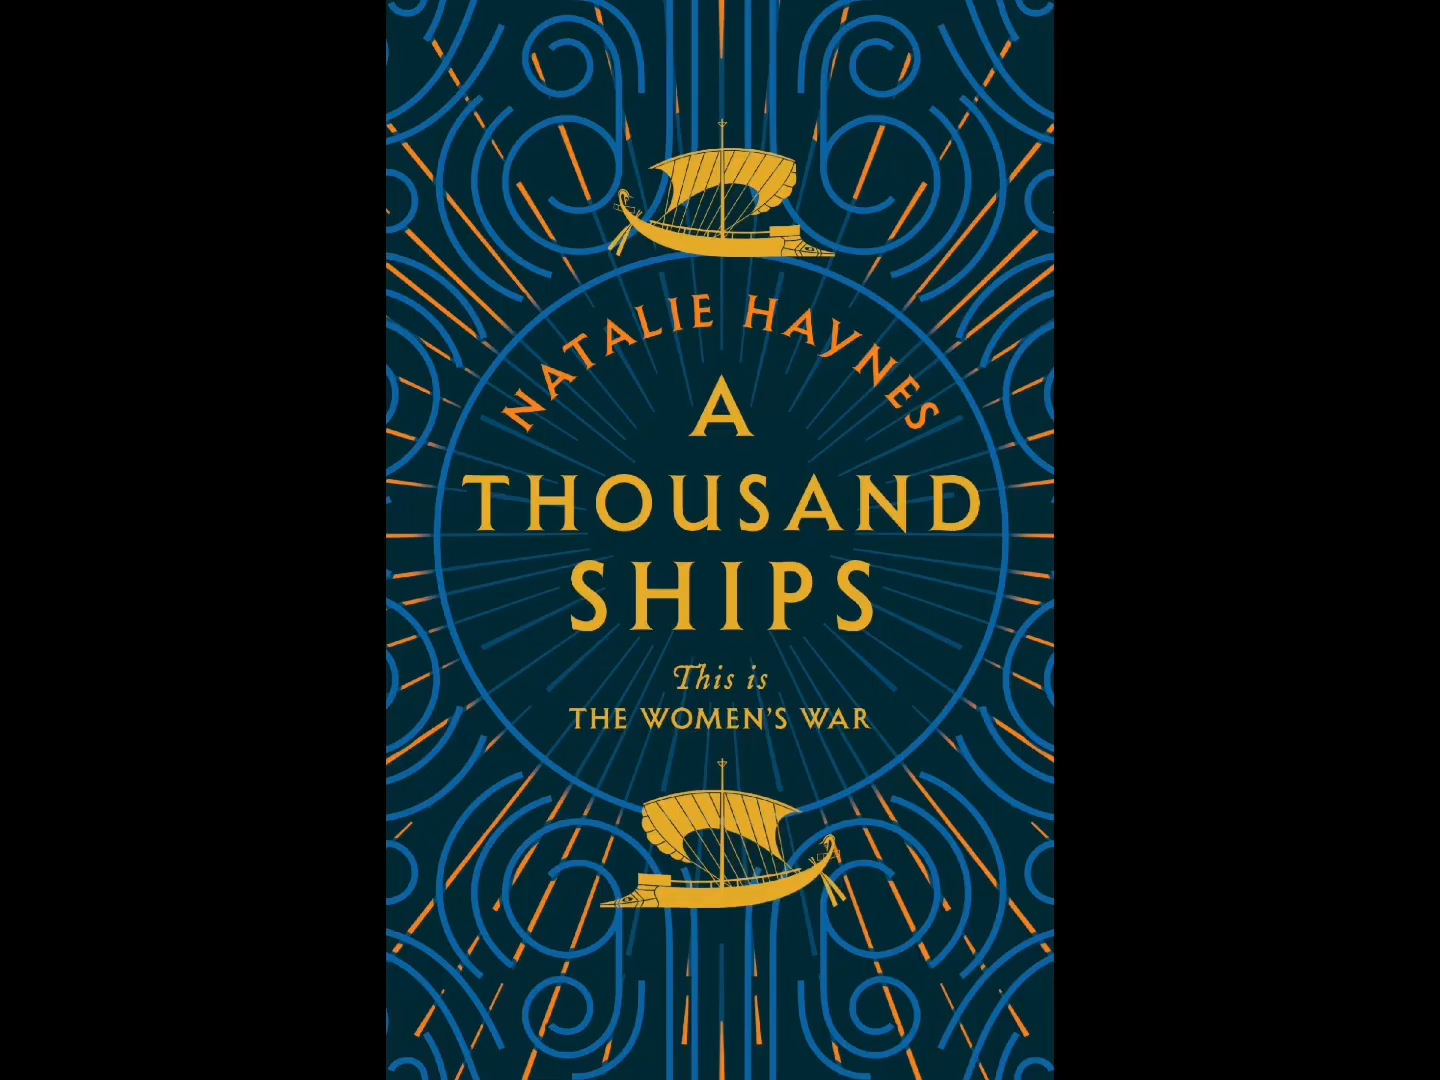 NATALIE HAYNES
A
THOUSAND
SHIPS
This is
THE WOMEN'S WAR